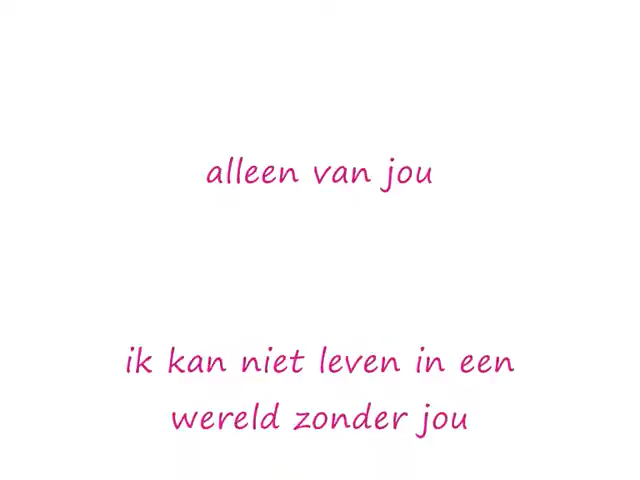 alleen van jou
ik kan niet leven in een
wereld zonder jou